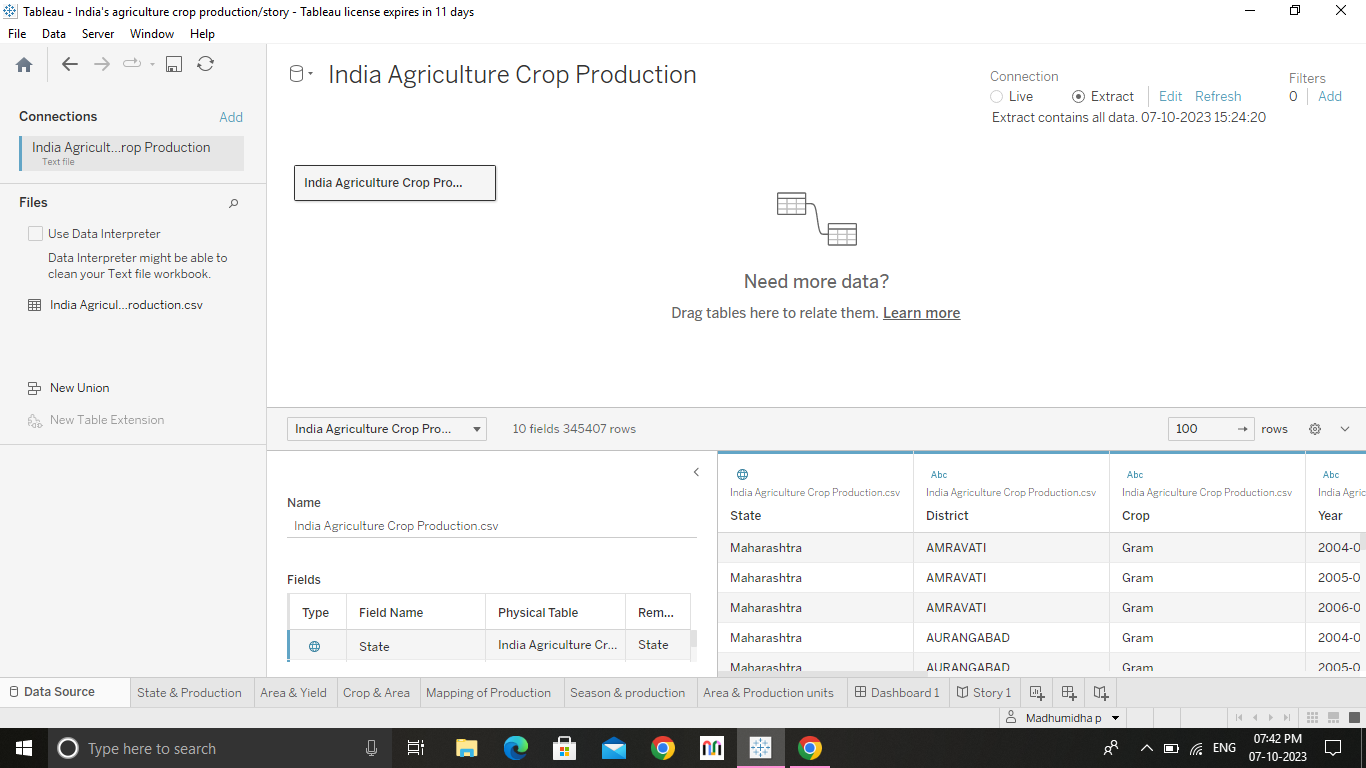 Tableau - India's agriculture crop production/story - Tableau license expires in 11 days
File Data Server Window Help
Connections Add
India Agricult...rop Production
Text file
Files
Use Data Interpreter
Data Interpreter might be able to
clean your Text file workbook.
India Agricul...roduction.csv
New Union
New Table Extension
India Agriculture Crop Production
Connection
Live Extract Edit Refresh
Extract contains all data. 07-10-2023 15:24:20
Filters
0 Add
India Agriculture Crop Pro...
Need more data?
Drag tables here to relate them. Learn more
India Agriculture Crop Pro... 10 fields 345407 rows 100 rows
Name
India Agriculture Crop Production.csv
Fields
Type Field Name Physical Table Rem...
State India Agriculture Cr... State
Abc Abc Abc
India Agriculture Crop Production.csv India Agriculture Crop Production.csv India Agriculture Crop Production.csv India Agric
State District Crop Year
Maharashtra AMRAVATI Gram 2004-0
Maharashtra AMRAVATI Gram 2005-0
Maharashtra AMRAVATI Gram 2006-0
Maharashtra AURANGABAD Gram 2004-0
Maharashtra AURANGABAD Gram 2005-0
Data Source State & Production Area & Yield Crop & Area Mapping of Production Season & production Area & Production units Dashboard 1 Story 1
Madhumidha p
Type here to search
ENG
07:42 PM
07-10-2023